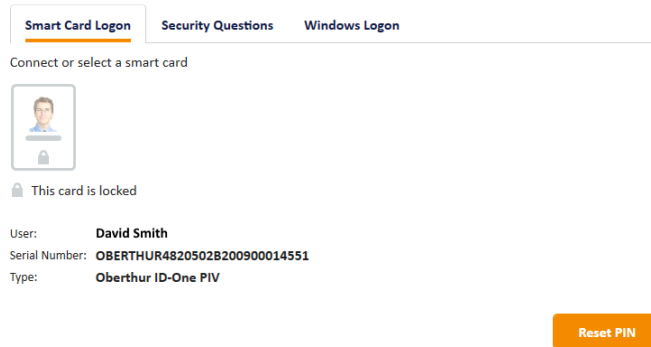 Smart Card Logon Security Questions Windows Logon
Connect or select a smart card
This card is locked
User: David Smith
Serial Number: OBERTHUR4820502B200900014551
Type: Oberthur ID-One PIV
Reset PIN